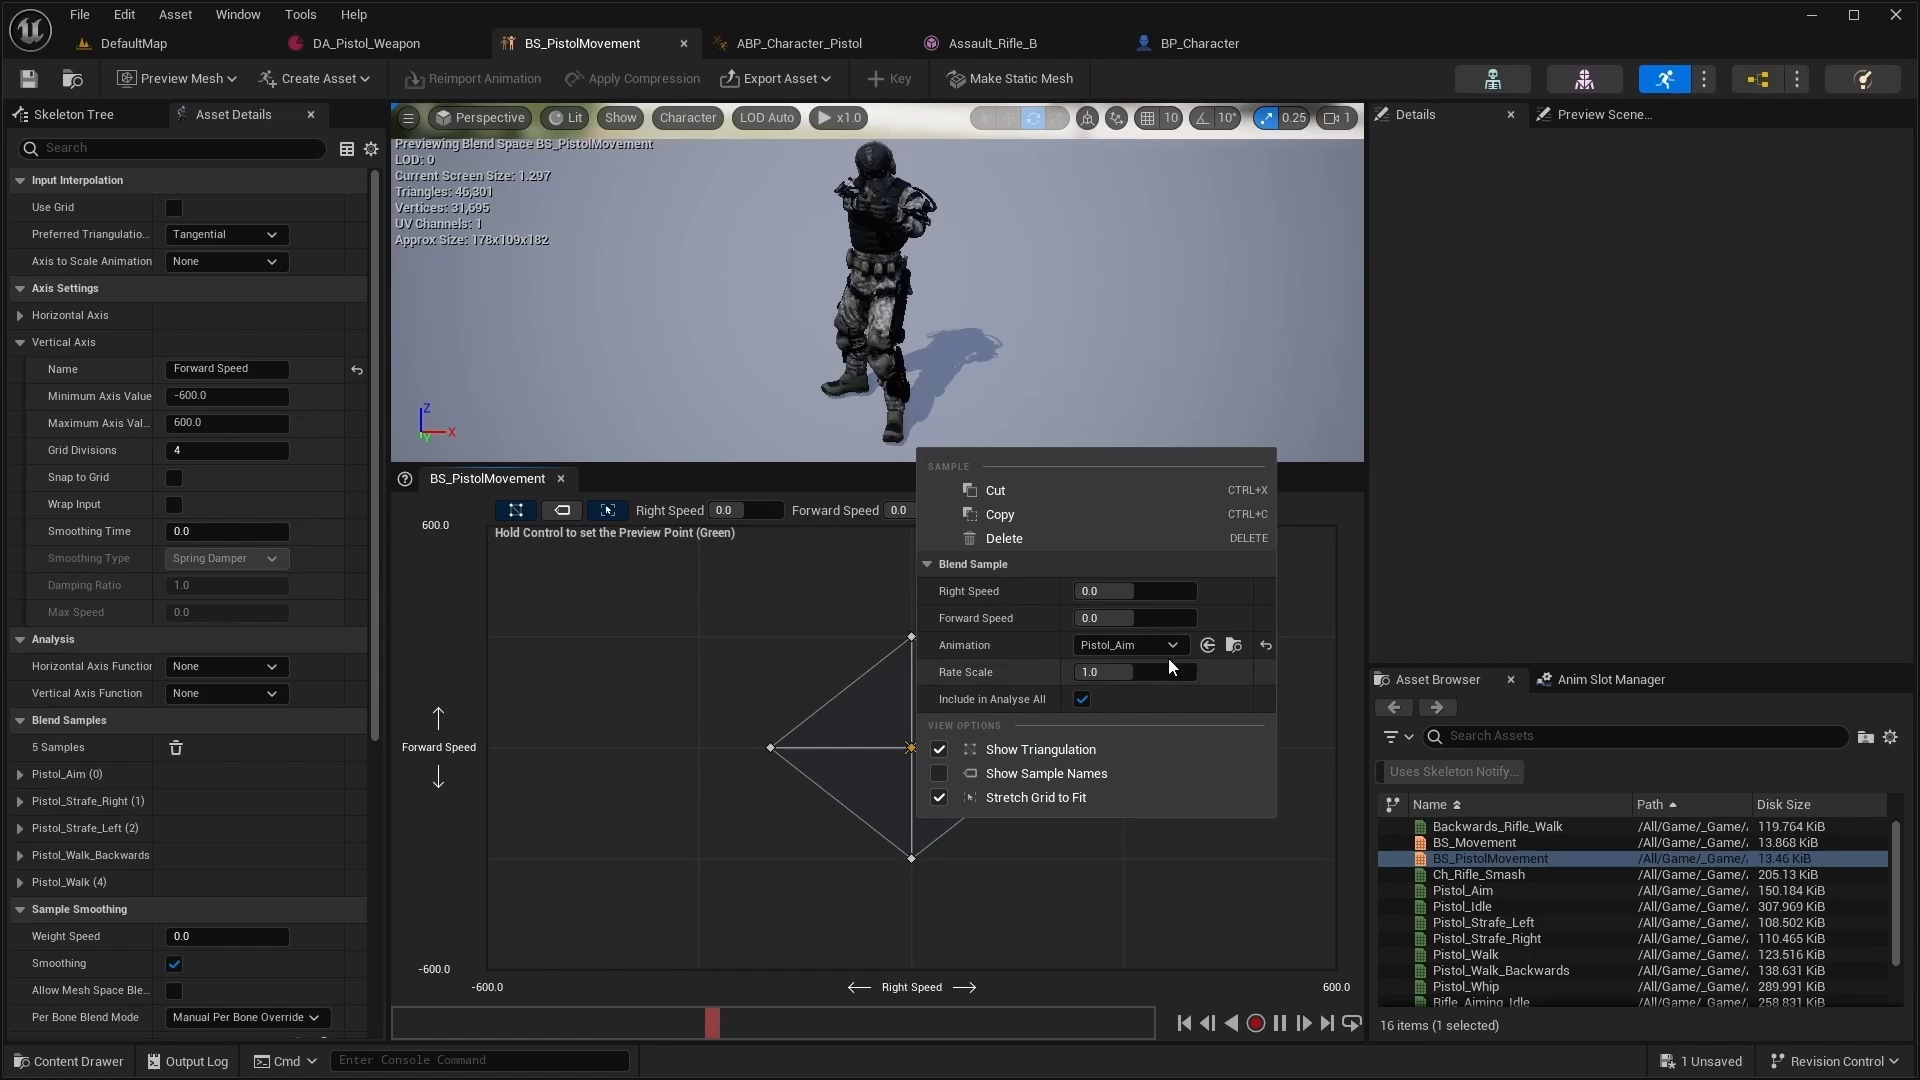 File Edit Asset Window Tools Help
DefaultMap DA_Pistol_Weapon BS_PistolMovement ABP_Character_Pistol Assault_Rifle_B BP_Character
Preview Mesh Create Asset Reimport Animation Apply Compression Export Asset Key Make Static Mesh
Skeleton Tree Asset Details
Perspective Lit Show Character LOD Auto x1.0 10 10° 0.25 1
Details Preview Scene...
Search
Previewing Blend Space BS_PistolMovement
LOD: 0
Current Screen Size: 1.297
Triangles: 46,301
Vertices: 31,695
UV Channels: 1
Approx Size: 178x109x182
Z
X
Y
Input Interpolation
Use Grid
Preferred Triangulatio... Tangential
Axis to Scale Animation None
Axis Settings
Horizontal Axis
Vertical Axis
Name Forward Speed
Minimum Axis Value -600.0
Maximum Axis Val... 600.0
Grid Divisions 4
Snap to Grid
Wrap Input
Smoothing Time 0.0
Smoothing Type Spring Damper
Damping Ratio 1.0
Max Speed 0.0
Analysis
Horizontal Axis Functior None
Vertical Axis Function None
Blend Samples
5 Samples
Pistol_Aim (0)
Pistol_Strafe_Right (1)
Pistol_Strafe_Left (2)
Pistol_Walk_Backwards
Pistol_Walk (4)
Sample Smoothing
Weight Speed 0.0
Smoothing
Allow Mesh Space Ble...
Per Bone Blend Mode Manual Per Bone Override
BS_PistolMovement
Right Speed 0.0 Forward Speed 0.0
600.0
Hold Control to set the Preview Point (Green)
Forward Speed
-600.0
-600.0 Right Speed 600.0
SAMPLE
Cut CTRL+X
Copy CTRL+C
Delete DELETE
Blend Sample
Right Speed 0.0
Forward Speed 0.0
Animation Pistol_Aim
Rate Scale 1.0
Include in Analyse All
VIEW OPTIONS
Show Triangulation
Show Sample Names
Stretch Grid to Fit
Asset Browser Anim Slot Manager
Search Assets
Uses Skeleton Notify...
Name Path Disk Size
Backwards_Rifle_Walk /All/Game/_Game/ 119.764 KiB
BS_Movement /All/Game/_Game/ 13.868 KiB
BS_PistolMovement /All/Game/_Game/ 13.46 KiB
Ch_Rifle_Smash /All/Game/_Game/ 205.13 KiB
Pistol_Aim /All/Game/_Game/ 150.184 KiB
Pistol_Idle /All/Game/_Game/ 307.969 KiB
Pistol_Strafe_Left /All/Game/_Game/ 108.502 KiB
Pistol_Strafe_Right /All/Game/_Game/ 110.465 KiB
Pistol_Walk /All/Game/_Game/ 123.516 KiB
Pistol_Walk_Backwards /All/Game/_Game/ 138.631 KiB
Pistol_Whip /All/Game/_Game/ 289.991 KiB
Rifle_Aiming_Idle /All/Game/_Game/ 258.831 KiB
16 items (1 selected)
Content Drawer Output Log Cmd Enter Console Command 1 Unsaved Revision Control